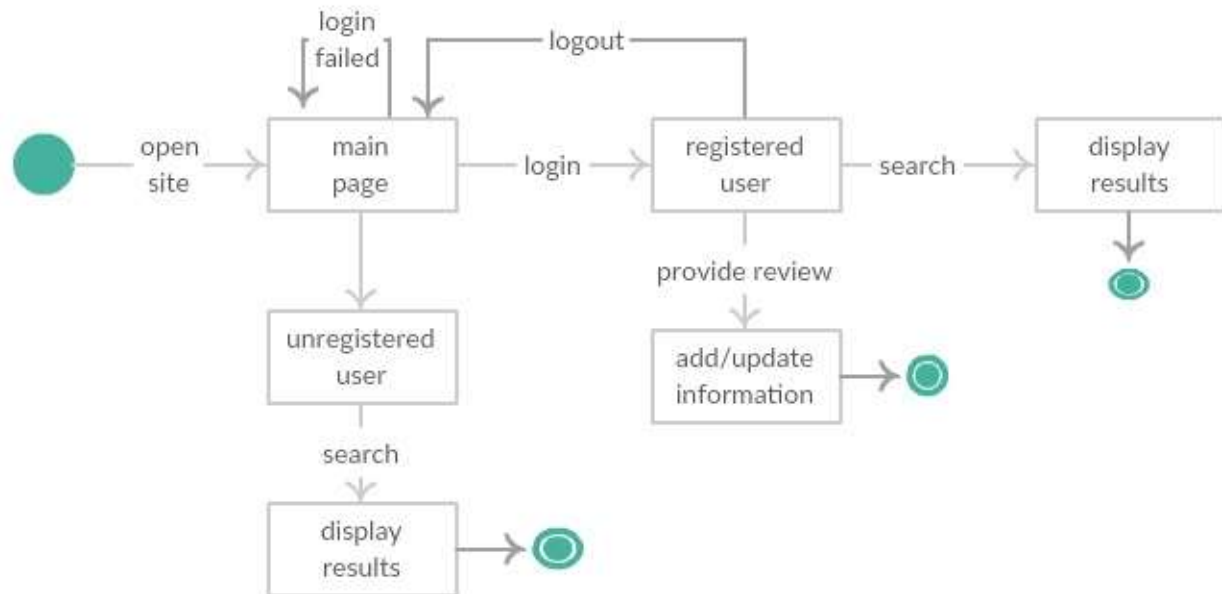 login
failed
logout
open
site
main
page
login
registered
user
search
display
results
provide review
unregistered
user
add/update
information
search
display
results